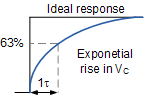 Ideal response
63%
Exponetial
rise in VC
1τ